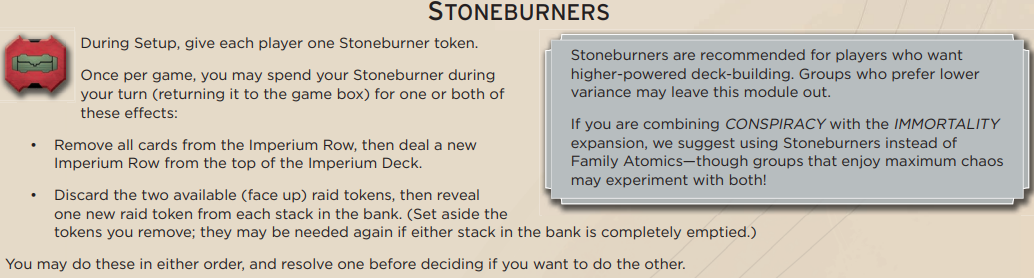 STONEBURNERS
During Setup, give each player one Stoneburner token.
Once per game, you may spend your Stoneburner during
your turn (returning it to the game box) for one or both of
these effects:
• Remove all cards from the Imperium Row, then deal a new
Imperium Row from the top of the Imperium Deck.
• Discard the two available (face up) raid tokens, then reveal
one new raid token from each stack in the bank. (Set aside the
tokens you remove; they may be needed again if either stack in the bank is completely emptied.)
You may do these in either order, and resolve one before deciding if you want to do the other.
Stoneburners are recommended for players who want
higher-powered deck-building. Groups who prefer lower
variance may leave this module out.
If you are combining CONSPIRACY with the IMMORTALITY
expansion, we suggest using Stoneburners instead of
Family Atomics—though groups that enjoy maximum chaos
may experiment with both!